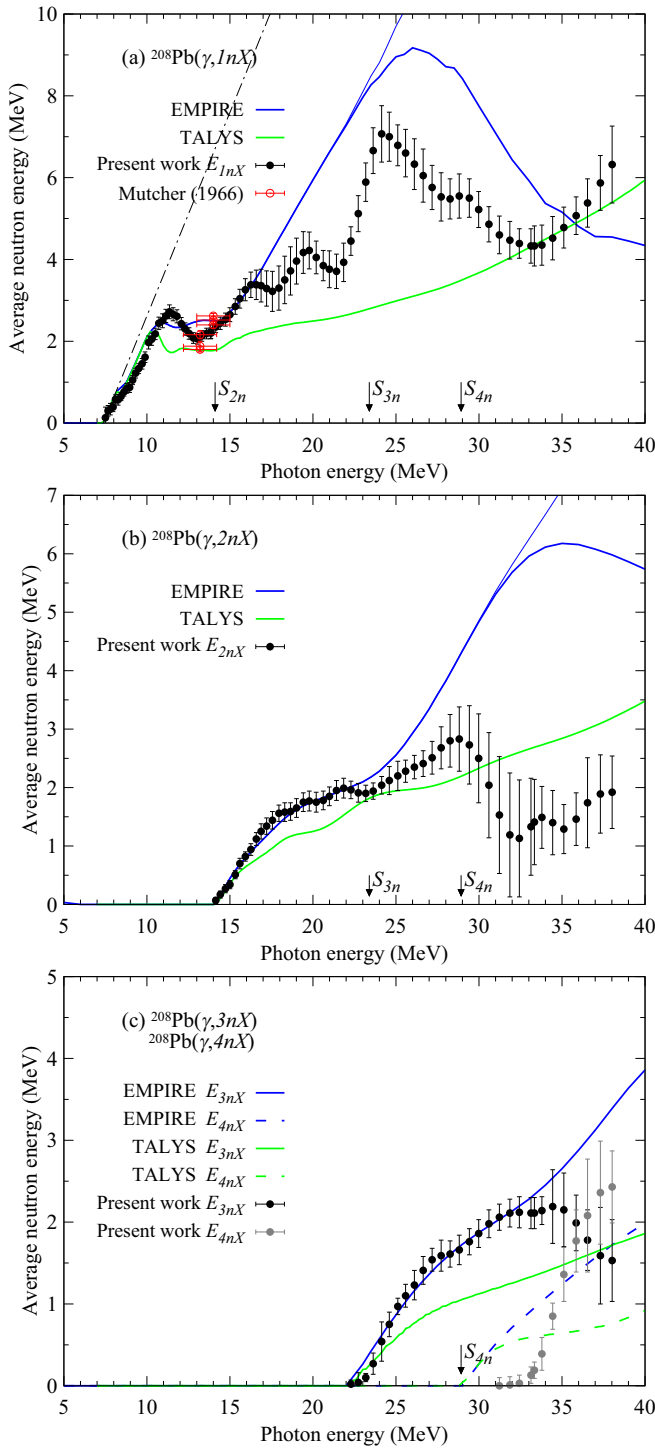 10
8
6
4
2
0
Average neutron energy (MeV)
(a) ²⁰⁸Pb(γ,1nX)
EMPIRE
TALYS
Present work E₁ₙX
Mutcher (1966)
S₂ₙ
S₃ₙ
S₄ₙ
5 10 15 20 25 30 35 40
Photon energy (MeV)
7
6
5
4
3
2
1
0
Average neutron energy (MeV)
(b) ²⁰⁸Pb(γ,2nX)
EMPIRE
TALYS
Present work E₂ₙX
S₃ₙ
S₄ₙ
5 10 15 20 25 30 35 40
Photon energy (MeV)
5
4
3
2
1
0
Average neutron energy (MeV)
(c) ²⁰⁸Pb(γ,3nX)
²⁰⁸Pb(γ,4nX)
EMPIRE E₃ₙX
EMPIRE E₄ₙX
TALYS E₃ₙX
TALYS E₄ₙX
Present work E₃ₙX
Present work E₄ₙX
S₄ₙ
5 10 15 20 25 30 35 40
Photon energy (MeV)